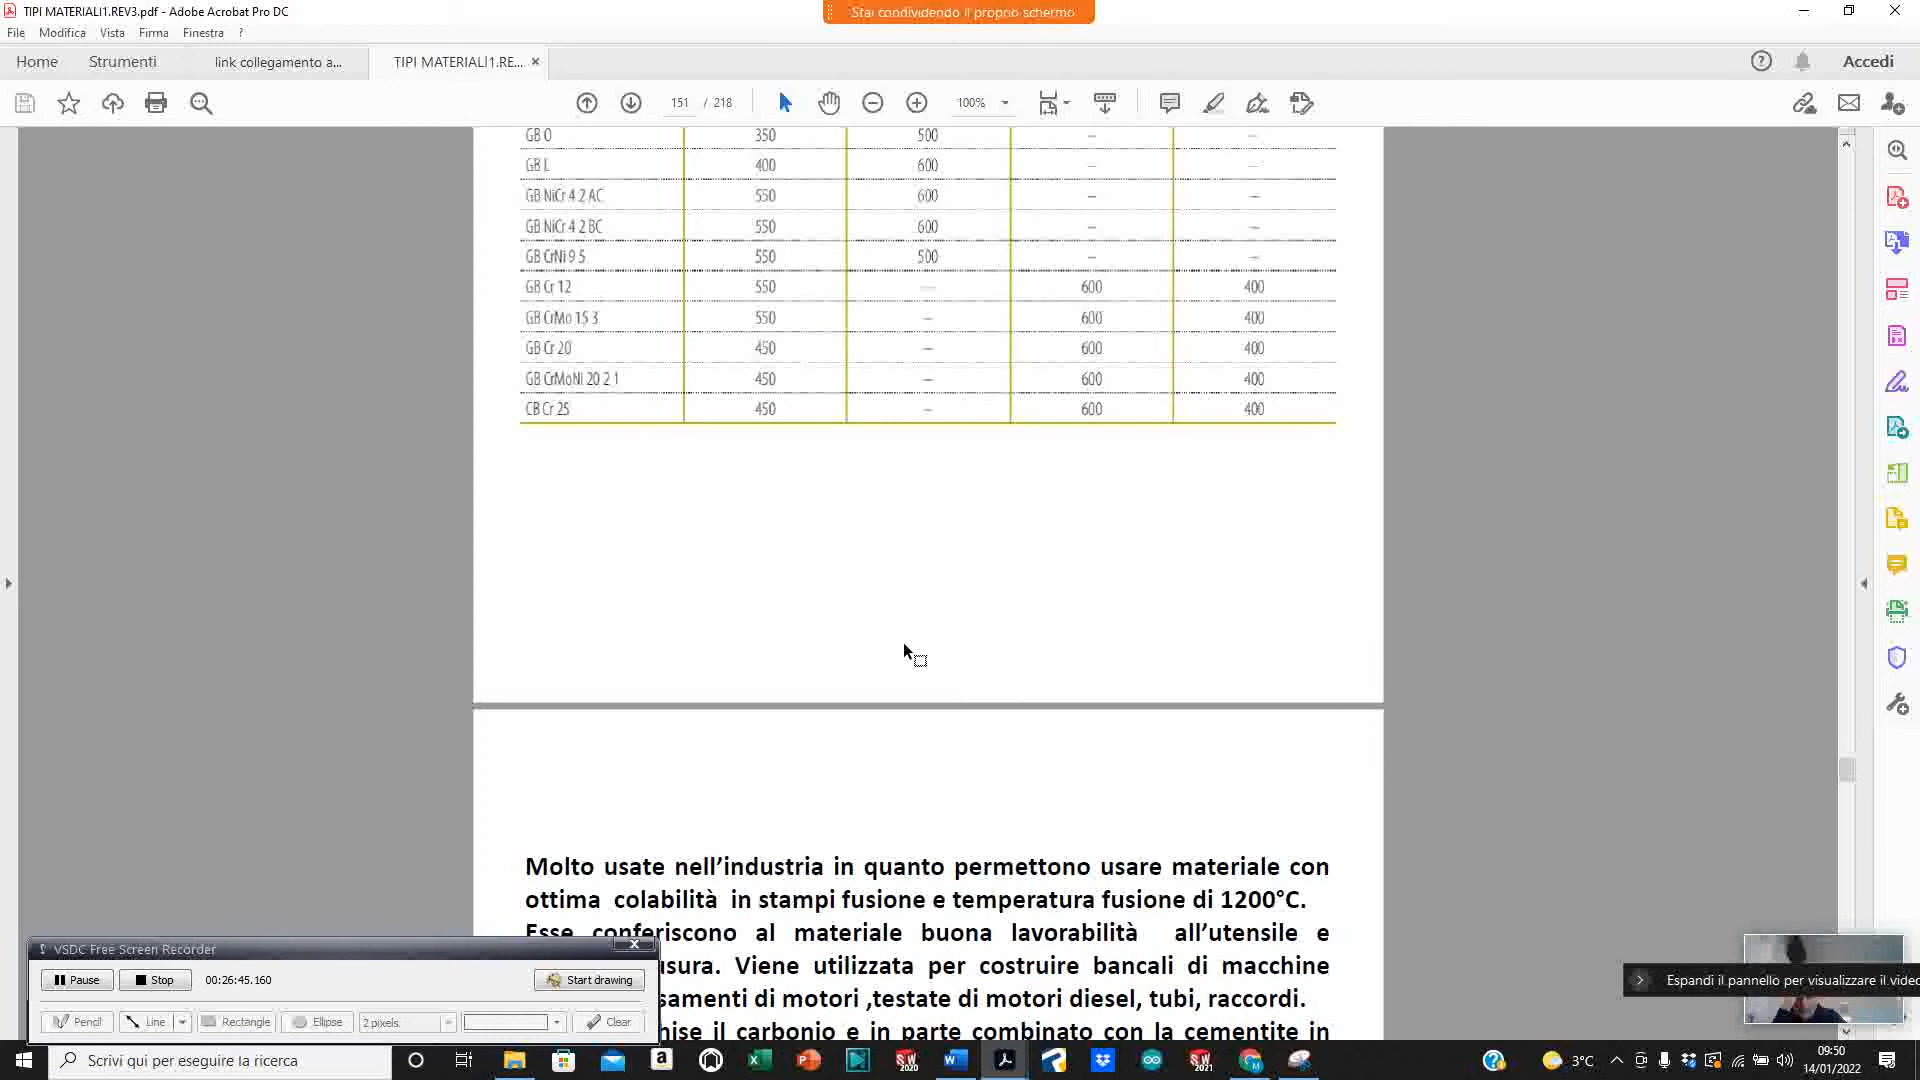 TIPI MATERIALI1.REV3.pdf - Adobe Acrobat Pro DC
Stai condividendo il proprio schermo
File Modifica Vista Firma Finestra ?
Home Strumenti link collegamento a... TIPI MATERIALI1.RE... × Accedi
151 / 218 100%
GB O 350 500 – –
GB L 400 600 – –
GB NiCr 4 2 AC 550 600 – –
GB NiCr 4 2 BC 550 600 – –
GB CrNi 9 5 550 500 – –
GB Cr 12 550 – 600 400
GB CrMo 15 3 550 – 600 400
GB Cr 20 450 – 600 400
GB CrMoNi 20 2 1 450 – 600 400
CB Cr 25 450 – 600 400
Molto usate nell’industria in quanto permettono usare materiale con
ottima colabilità in stampi fusione e temperatura fusione di 1200°C.
Esse conferiscono al materiale buona lavorabilità all’utensile e
usura. Viene utilizzata per costruire bancali di macchine
samenti di motori ,testate di motori diesel, tubi, raccordi.
hise il carbonio e in parte combinato con la cementite in
VSDC Free Screen Recorder
Pause Stop 00:26:45.160 Start drawing
Pencil Line Rectangle Ellipse 2 pixels Clear
Espandi il pannello per visualizzare il video
Scrivi qui per eseguire la ricerca
2020
2021
3°C
09:50
14/01/2022